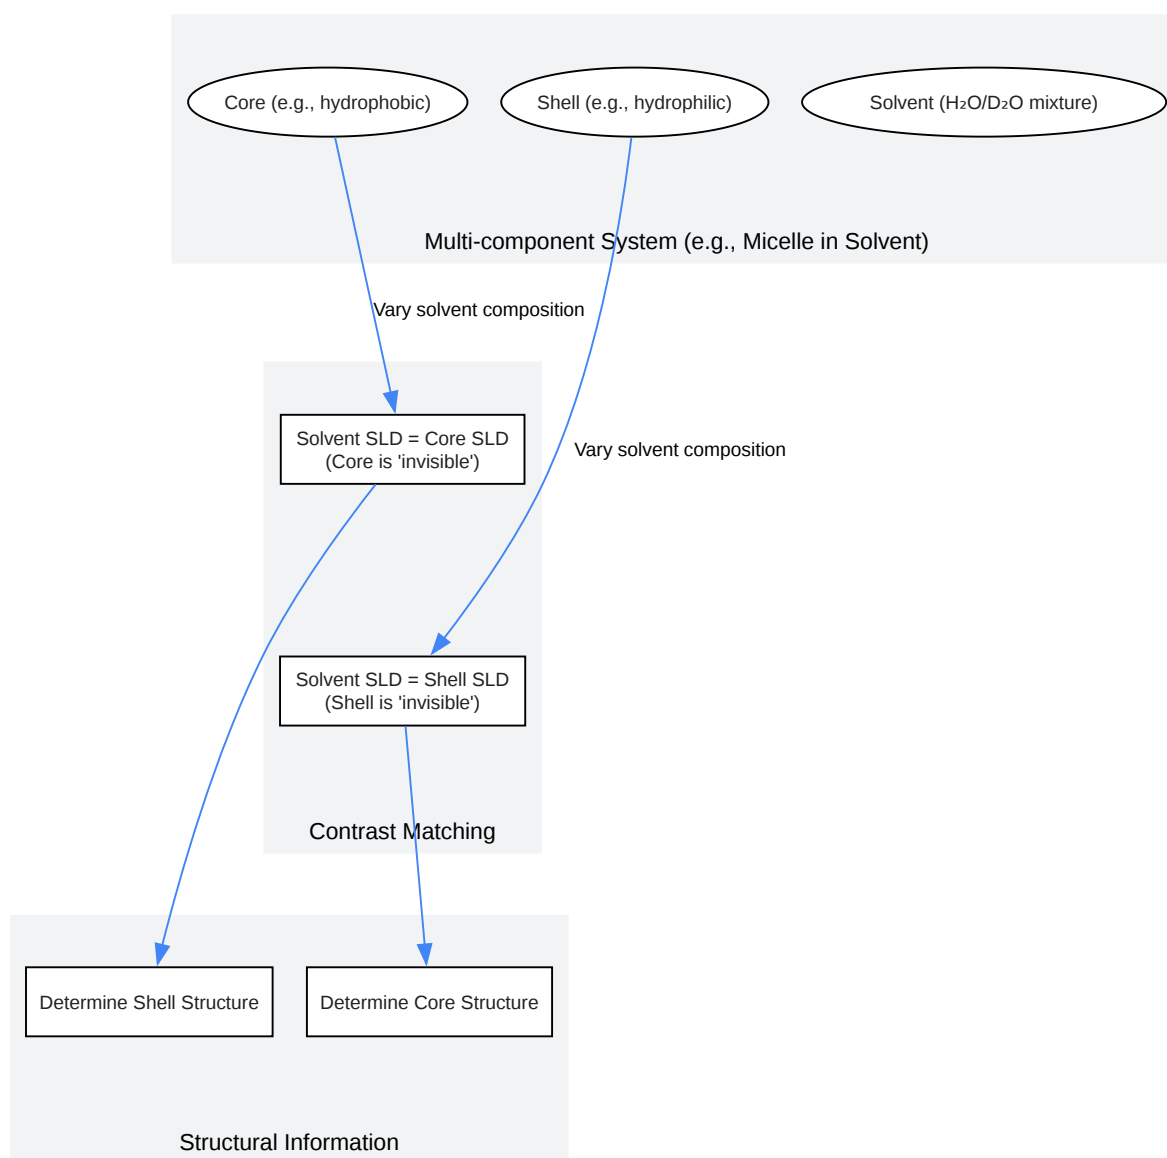 Core (e.g., hydrophobic)
Shell (e.g., hydrophilic)
Solvent (H₂O/D₂O mixture)
Multi-component System (e.g., Micelle in Solvent)
Vary solvent composition
Solvent SLD = Core SLD
(Core is 'invisible')
Vary solvent composition
Solvent SLD = Shell SLD
(Shell is 'invisible')
Contrast Matching
Determine Shell Structure
Determine Core Structure
Structural Information